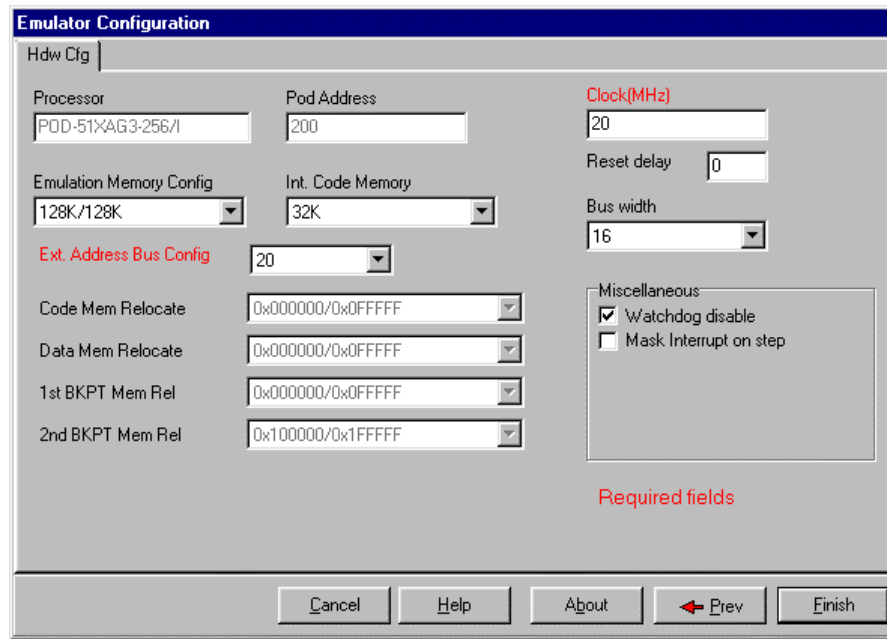 Emulator Configuration
Hdw Cfg
Processor
Pod Address
Clock(MHz)
POD-51XAG3-256/I
200
20
Reset delay
0
Emulation Memory Config
Int. Code Memory
Bus width
128K/128K
32K
16
Ext. Address Bus Config
20
Miscellaneous
Code Mem Relocate
0x000000/0x0FFFFF
Watchdog disable
Mask Interrupt on step
Data Mem Relocate
0x000000/0x0FFFFF
1st BKPT Mem Rel
0x000000/0x0FFFFF
2nd BKPT Mem Rel
0x100000/0x1FFFFF
Required fields
Cancel
Help
About
Prev
Finish